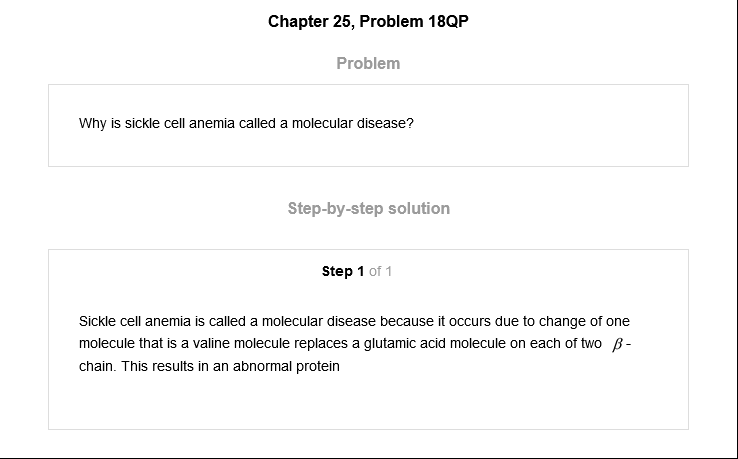 Chapter 25, Problem 18QP
Problem
Why is sickle cell anemia called a molecular disease?
Step-by-step solution
Step 1 of 1
Sickle cell anemia is called a molecular disease because it occurs due to change of one
molecule that is a valine molecule replaces a glutamic acid molecule on each of two β-
chain. This results in an abnormal protein